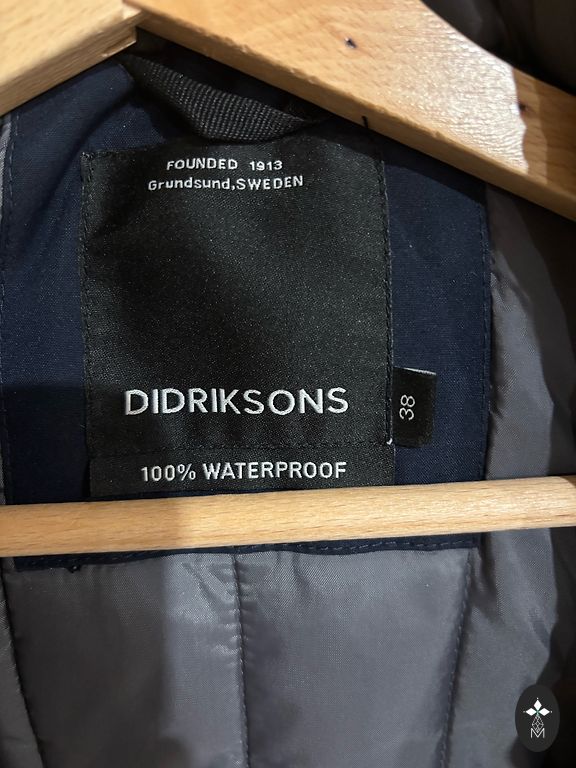 FOUNDED 1913
Grundsund,SWEDEN
DIDRIKSONS
38
100% WATERPROOF
M